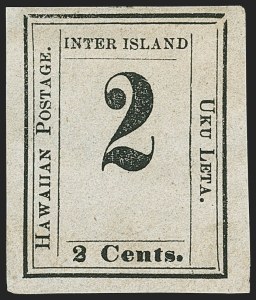 INTER ISLAND
HAWAIIAN POSTAGE.
2
UKU LETA.
2 Cents.